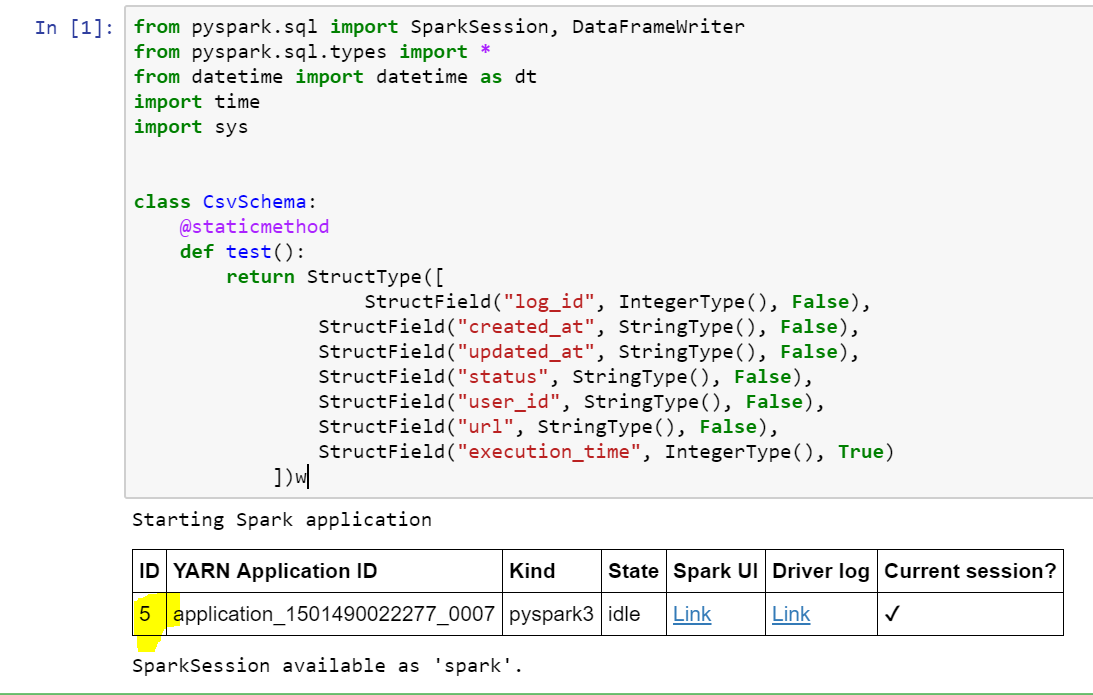 In [1]:
from pyspark.sql import SparkSession, DataFrameWriter
from pyspark.sql.types import *
from datetime import datetime as dt
import time
import sys
class CsvSchema:
    @staticmethod
    def test():
        return StructType([
                    StructField("log_id", IntegerType(), False),
                StructField("created_at", StringType(), False),
                StructField("updated_at", StringType(), False),
                StructField("status", StringType(), False),
                StructField("user_id", StringType(), False),
                StructField("url", StringType(), False),
                StructField("execution_time", IntegerType(), True)
            ])w
Starting Spark application
ID YARN Application ID Kind State Spark UI Driver log Current session?
5 application_1501490022277_0007 pyspark3 idle Link Link ✓
SparkSession available as 'spark'.